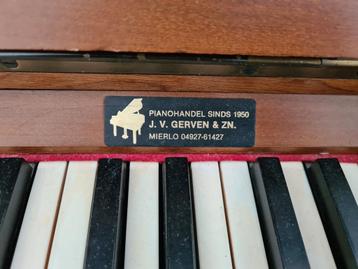 PIANOHANDEL SINDS 1950
J. V. GERVEN & ZN.
MIERLO 04927-61427